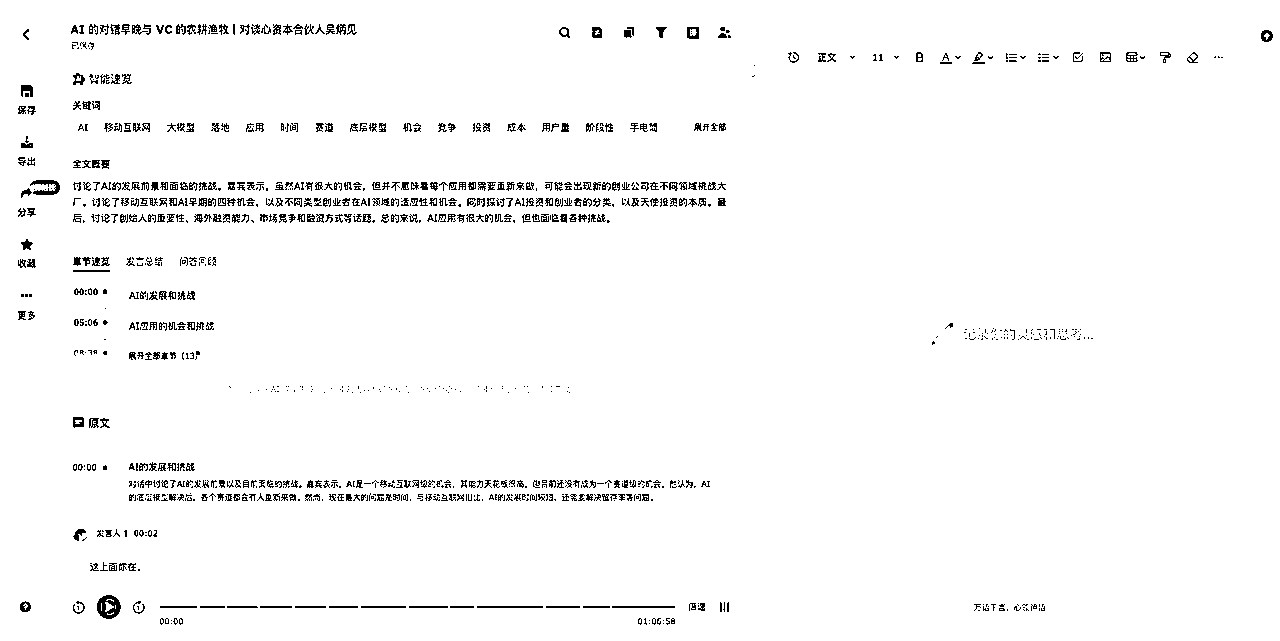 AI 的对错早晚与 VC 的农耕渔牧 | 对谈心资本合伙人吴炳见
已保存
正文
11
智能速览
保存
关键词
AI 移动互联网 大模型 落地 应用 时间 赛道 底层模型 机会 竞争 投资 成本 用户量 阶段性 手电筒 展开全部
导出
全文概要
讨论了AI的发展前景和面临的挑战。嘉宾表示，虽然AI有很大的机会，但并不意味着每个应用都需要重新来做，可能会出现新的创业公司在不同领域挑战大
厂。讨论了移动互联网和AI早期的四种机会，以及不同类型创业者在AI领域的适应性和机会。同时探讨了AI投资和创业者的分类，以及天使投资的本质。最
后，讨论了创始人的重要性、海外融资能力、市场竞争和融资方式等话题。总的来说，AI应用有很大的机会，但也面临着各种挑战。
分享
收藏
章节速览 发言总结 问答回顾
00:00 AI的发展和挑战
更多
05:06 AI应用的机会和挑战
08:38 展开全部章节 (13)
记录你的灵感和思考...
原文
00:00 AI的发展和挑战
对话中讨论了AI的发展前景以及目前面临的挑战。嘉宾表示，AI是一个移动互联网级的机会，其能力天花板很高，但目前还没有成为一个赛道级的机会。他认为，AI
的底层模型解决后，各个赛道都会有人重新来做。然而，现在最大的问题是时间，与移动互联网相比，AI的发展时间较短，还需要解决留存率等问题。
发言人 1 00:02
这上面你在。
倍速
00:00
01:06:58